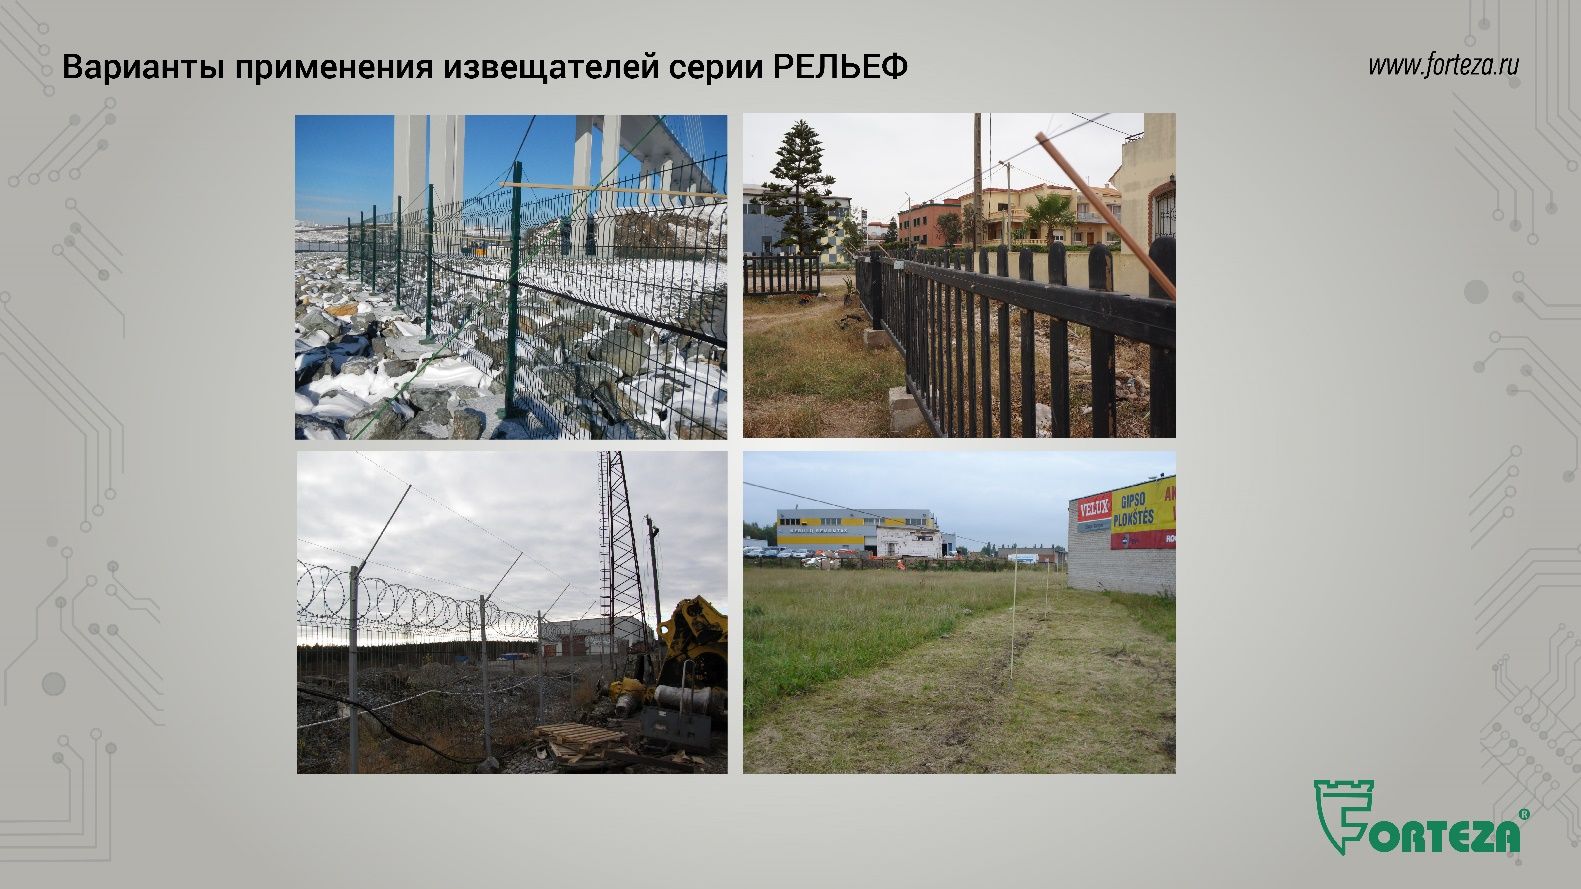 Варианты применения извещателей серии РЕЛЬЕФ
www.forteza.ru
VELUX
GIPSO
PLOKŠTĖS
FORTEZA®